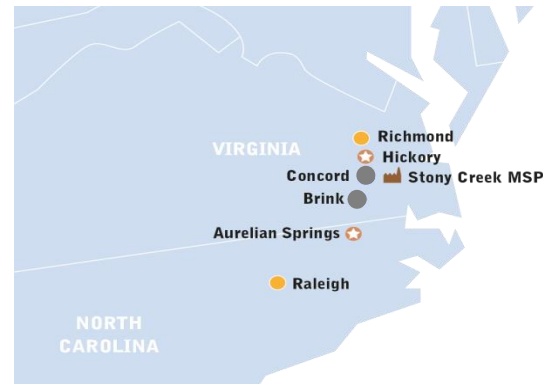 Richmond
VIRGINIA
Hickory
Concord
Stony Creek MSP
Brink
Aurelian Springs
Raleigh
NORTH
CAROLINA